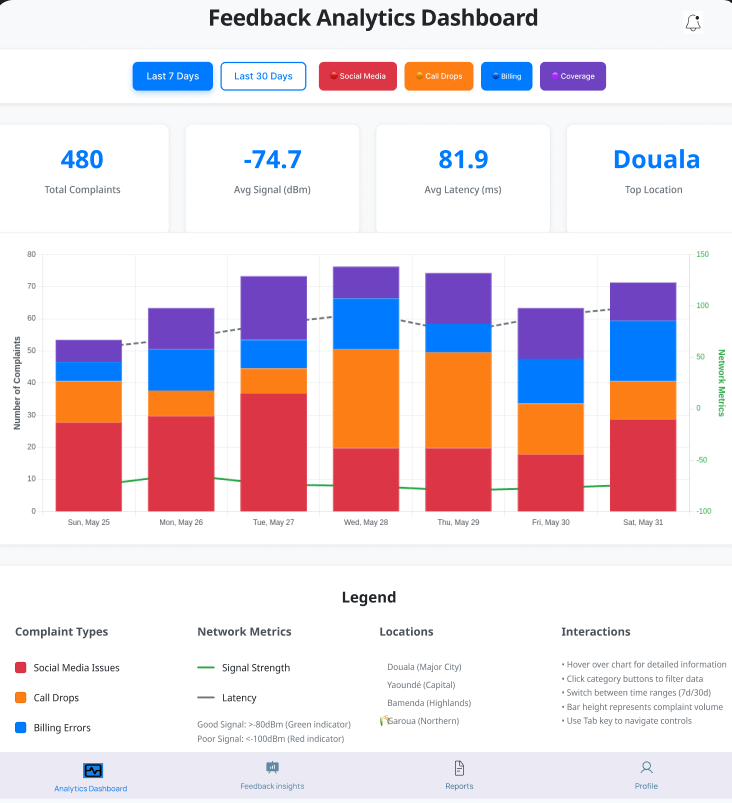 Feedback Analytics Dashboard
Last 7 Days Last 30 Days Social Media Call Drops Billing Coverage
480 -74.7 81.9 Douala
Total Complaints Avg Signal (dBm) Avg Latency (ms) Top Location
80 150
70
60 100
50 50
40
30 0
20 -50
10
0 -100
Number of Complaints
Network Metrics
Sun, May 25 Mon, May 26 Tue, May 27 Wed, May 28 Thu, May 29 Fri, May 30 Sat, May 31
Legend
Complaint Types
Social Media Issues
Call Drops
Billing Errors
Network Metrics
Signal Strength
Latency
Good Signal: >-80dBm (Green indicator)
Poor Signal: <-100dBm (Red indicator)
Locations
Douala (Major City)
Yaoundé (Capital)
Bamenda (Highlands)
Garoua (Northern)
Interactions
• Hover over chart for detailed information
• Click category buttons to filter data
• Switch between time ranges (7d/30d)
• Bar height represents complaint volume
• Use Tab key to navigate controls
Analytics Dashboard Feedback insights Reports Profile